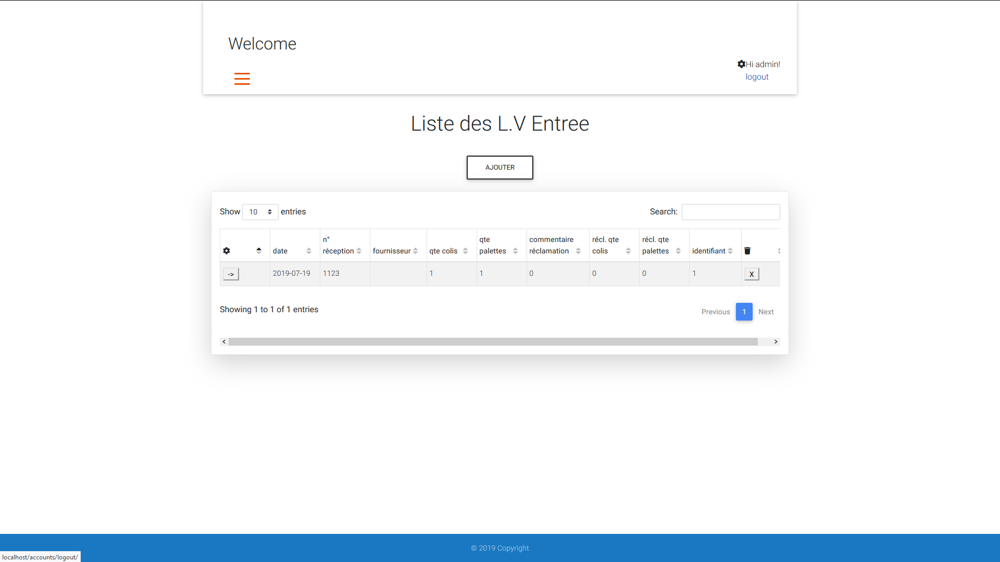 Welcome
Hi admin!
logout
Liste des L.V Entree
AJOUTER
Show 10 entries Search:
date n° réception fournisseur qte colis qte palettes commentaire réclamation récl. qte colis récl. qte palettes identifiant
-> 2019-07-19 1123 1 1 0 0 0 1 X
Showing 1 to 1 of 1 entries Previous 1 Next
© 2019 Copyright
localhost/accounts/logout/